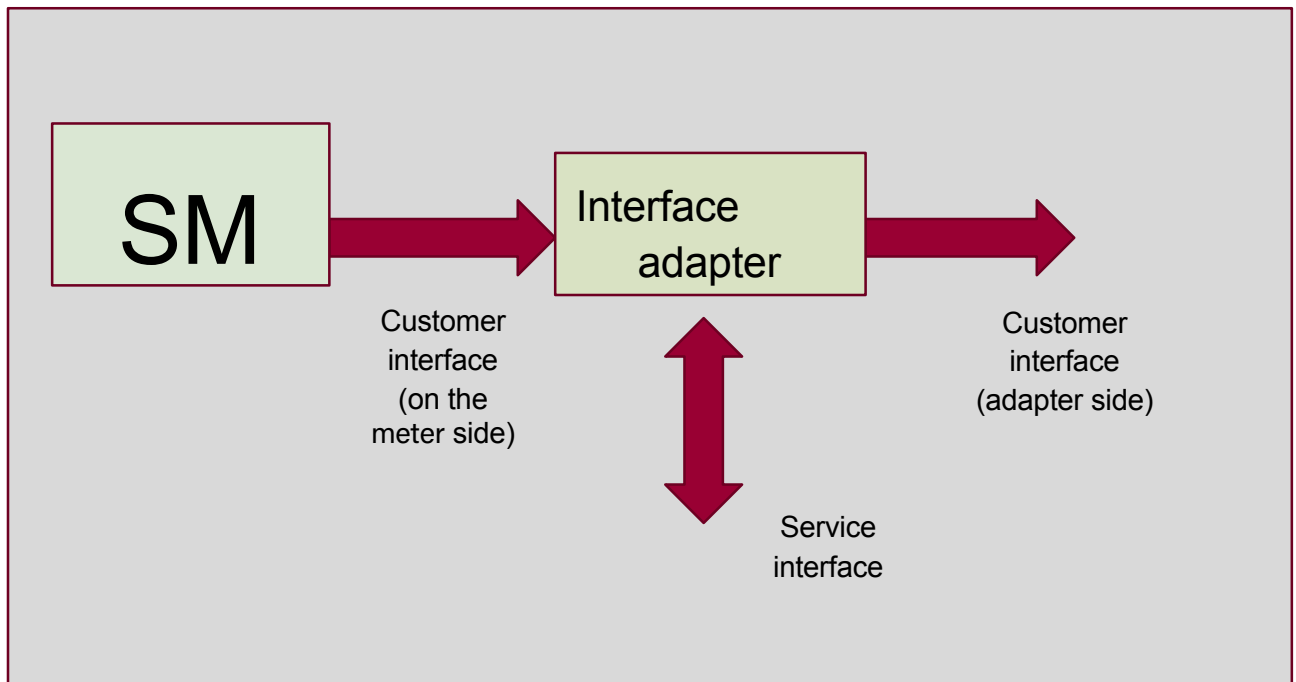 SM
Interface
adapter
Customer
interface
(on the
meter side)
Customer
interface
(adapter side)
Service
interface